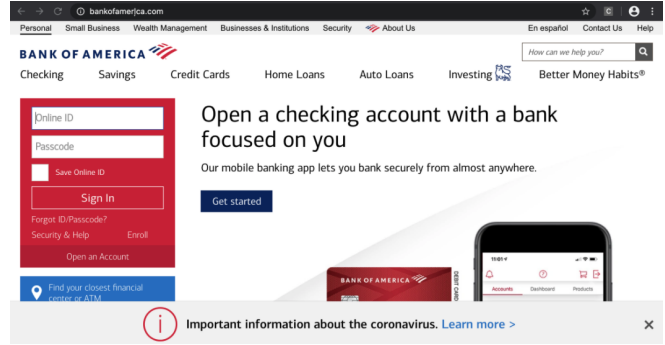 bankofamerịca.com
Personal Small Business Wealth Management Businesses & Institutions Security About Us En español Contact Us Help
BANK OF AMERICA
How can we help you?
Checking Savings Credit Cards Home Loans Auto Loans Investing Better Money Habits®
Online ID
Passcode
Save Online ID
Sign In
Forgot ID/Passcode?
Security & Help Enroll
Open an Account
Find your closest financial
center or ATM
Open a checking account with a bank
focused on you
Our mobile banking app lets you bank securely from almost anywhere.
Get started
BANK OF AMERICA
DEBIT CARD
11:01
Accounts Dashboard Products
Important information about the coronavirus. Learn more >